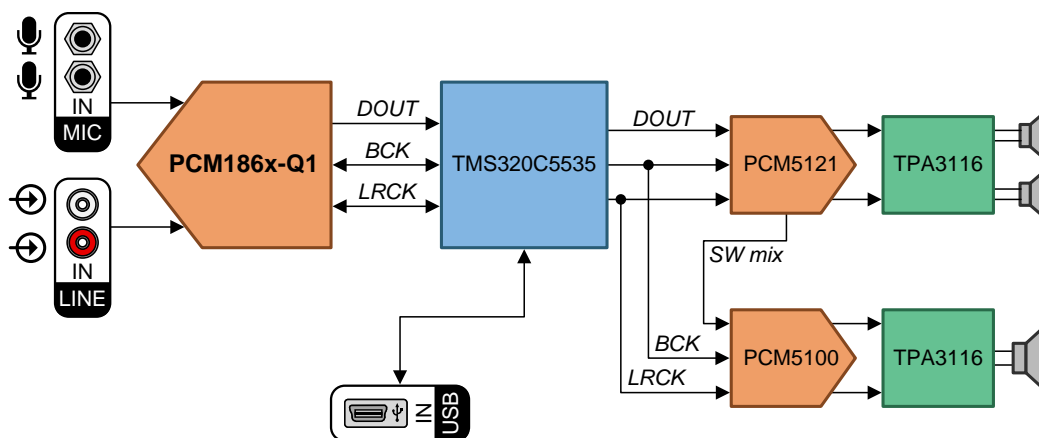 IN
MIC
IN
LINE
PCM186x-Q1
DOUT
BCK
LRCK
TMS320C5535
IN
USB
DOUT
PCM5121
TPA3116
SW mix
BCK
LRCK
PCM5100
TPA3116